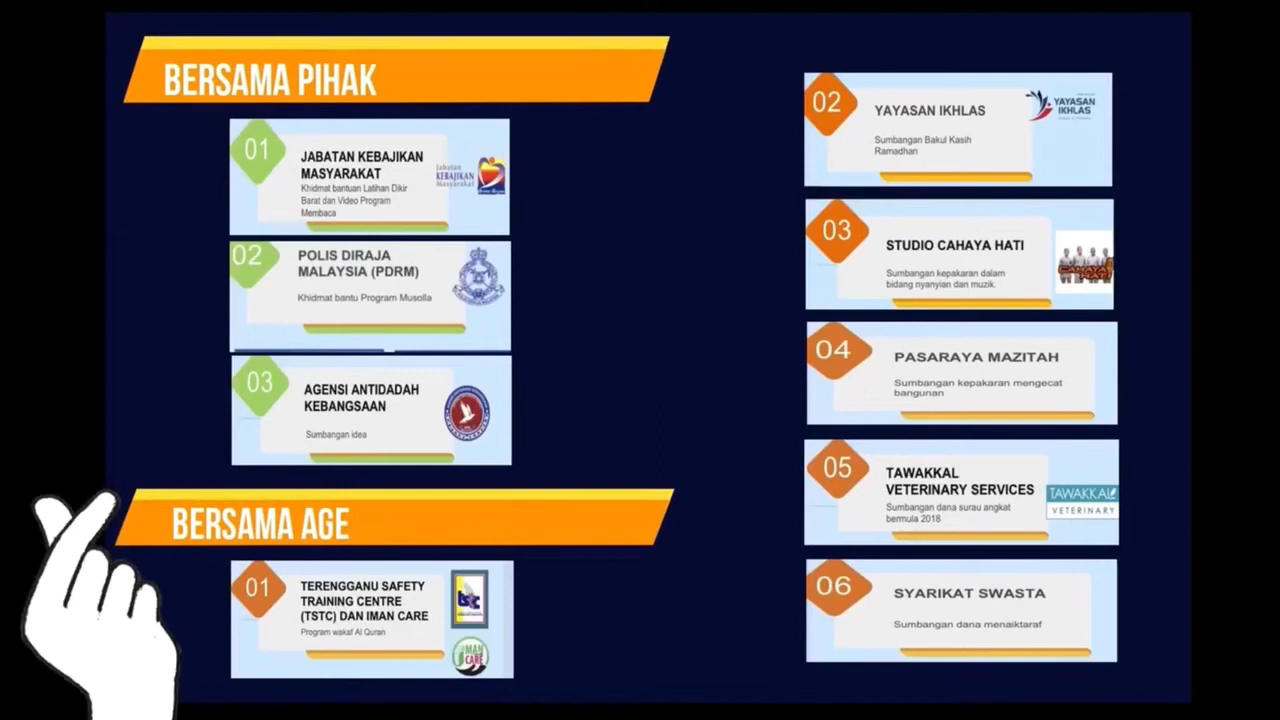 BERSAMA PIHAK
01
JABATAN KEBAJIKAN
MASYARAKAT
Khidmat bantuan Latihan Dikir
Barat dan Video Program
Membaca
Jabatan
KEBAJIKAN
Masyarakat
02
POLIS DIRAJA
MALAYSIA (PDRM)
Khidmat bantu Program Musolla
03
AGENSI ANTIDADAH
KEBANGSAAN
Sumbangan idea
BERSAMA AGE
01
TERENGGANU SAFETY
TRAINING CENTRE
(TSTC) DAN IMAN CARE
Program wakaf Al Quran
IMAN
CARE
02
YAYASAN IKHLAS
Sumbangan Bakul Kasih
Ramadhan
YAYASAN
IKHLAS
03
STUDIO CAHAYA HATI
Sumbangan kepakaran dalam
bidang nyanyian dan muzik.
04
PASARAYA MAZITAH
Sumbangan kepakaran mengecat
bangunan
05
TAWAKKAL
VETERINARY SERVICES
Sumbangan dana surau angkat
bermula 2018
TAWAKKAL
VETERINARY
06
SYARIKAT SWASTA
Sumbangan dana menaiktaraf